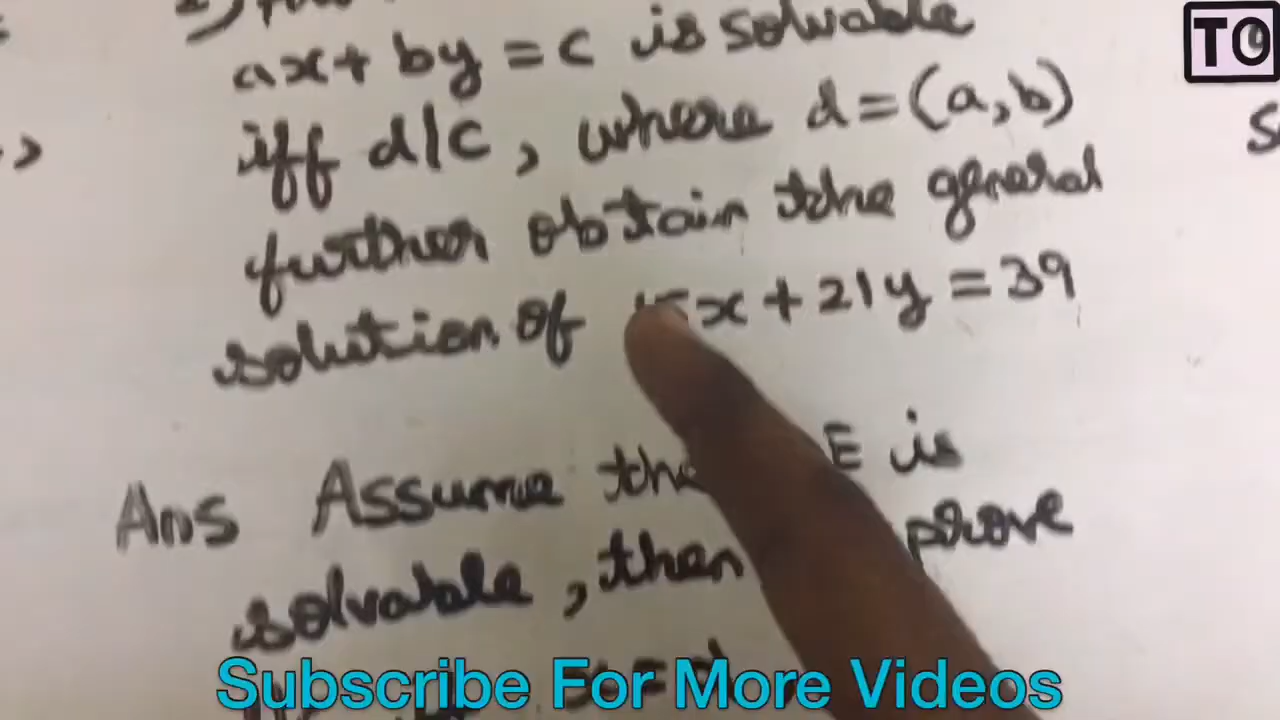 ax + by = c is solvable
iff d/c, where d = (a, b)
further obtain the general
solution of 15x + 21y = 39
Ans Assume the E is
solvable, then prove
Subscribe For More Videos
TO